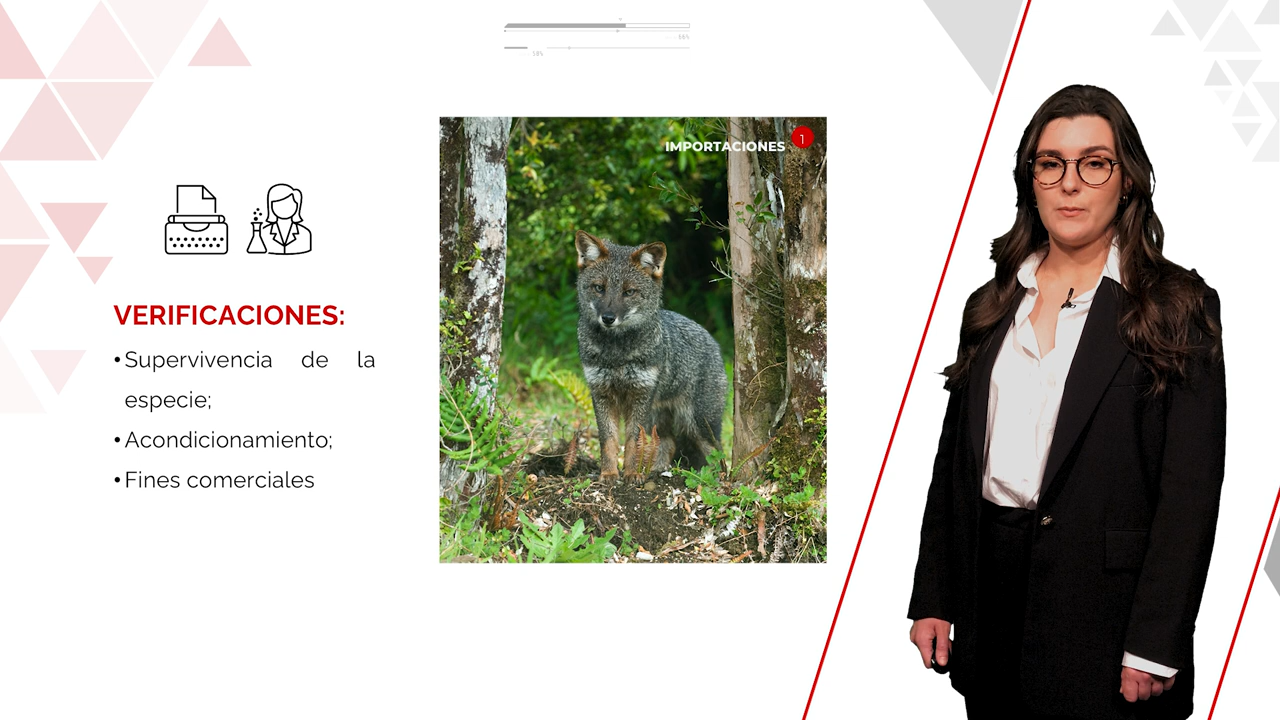 IMPORTACIONES
1
VERIFICACIONES:
• Supervivencia de la
especie;
• Acondicionamiento;
• Fines comerciales